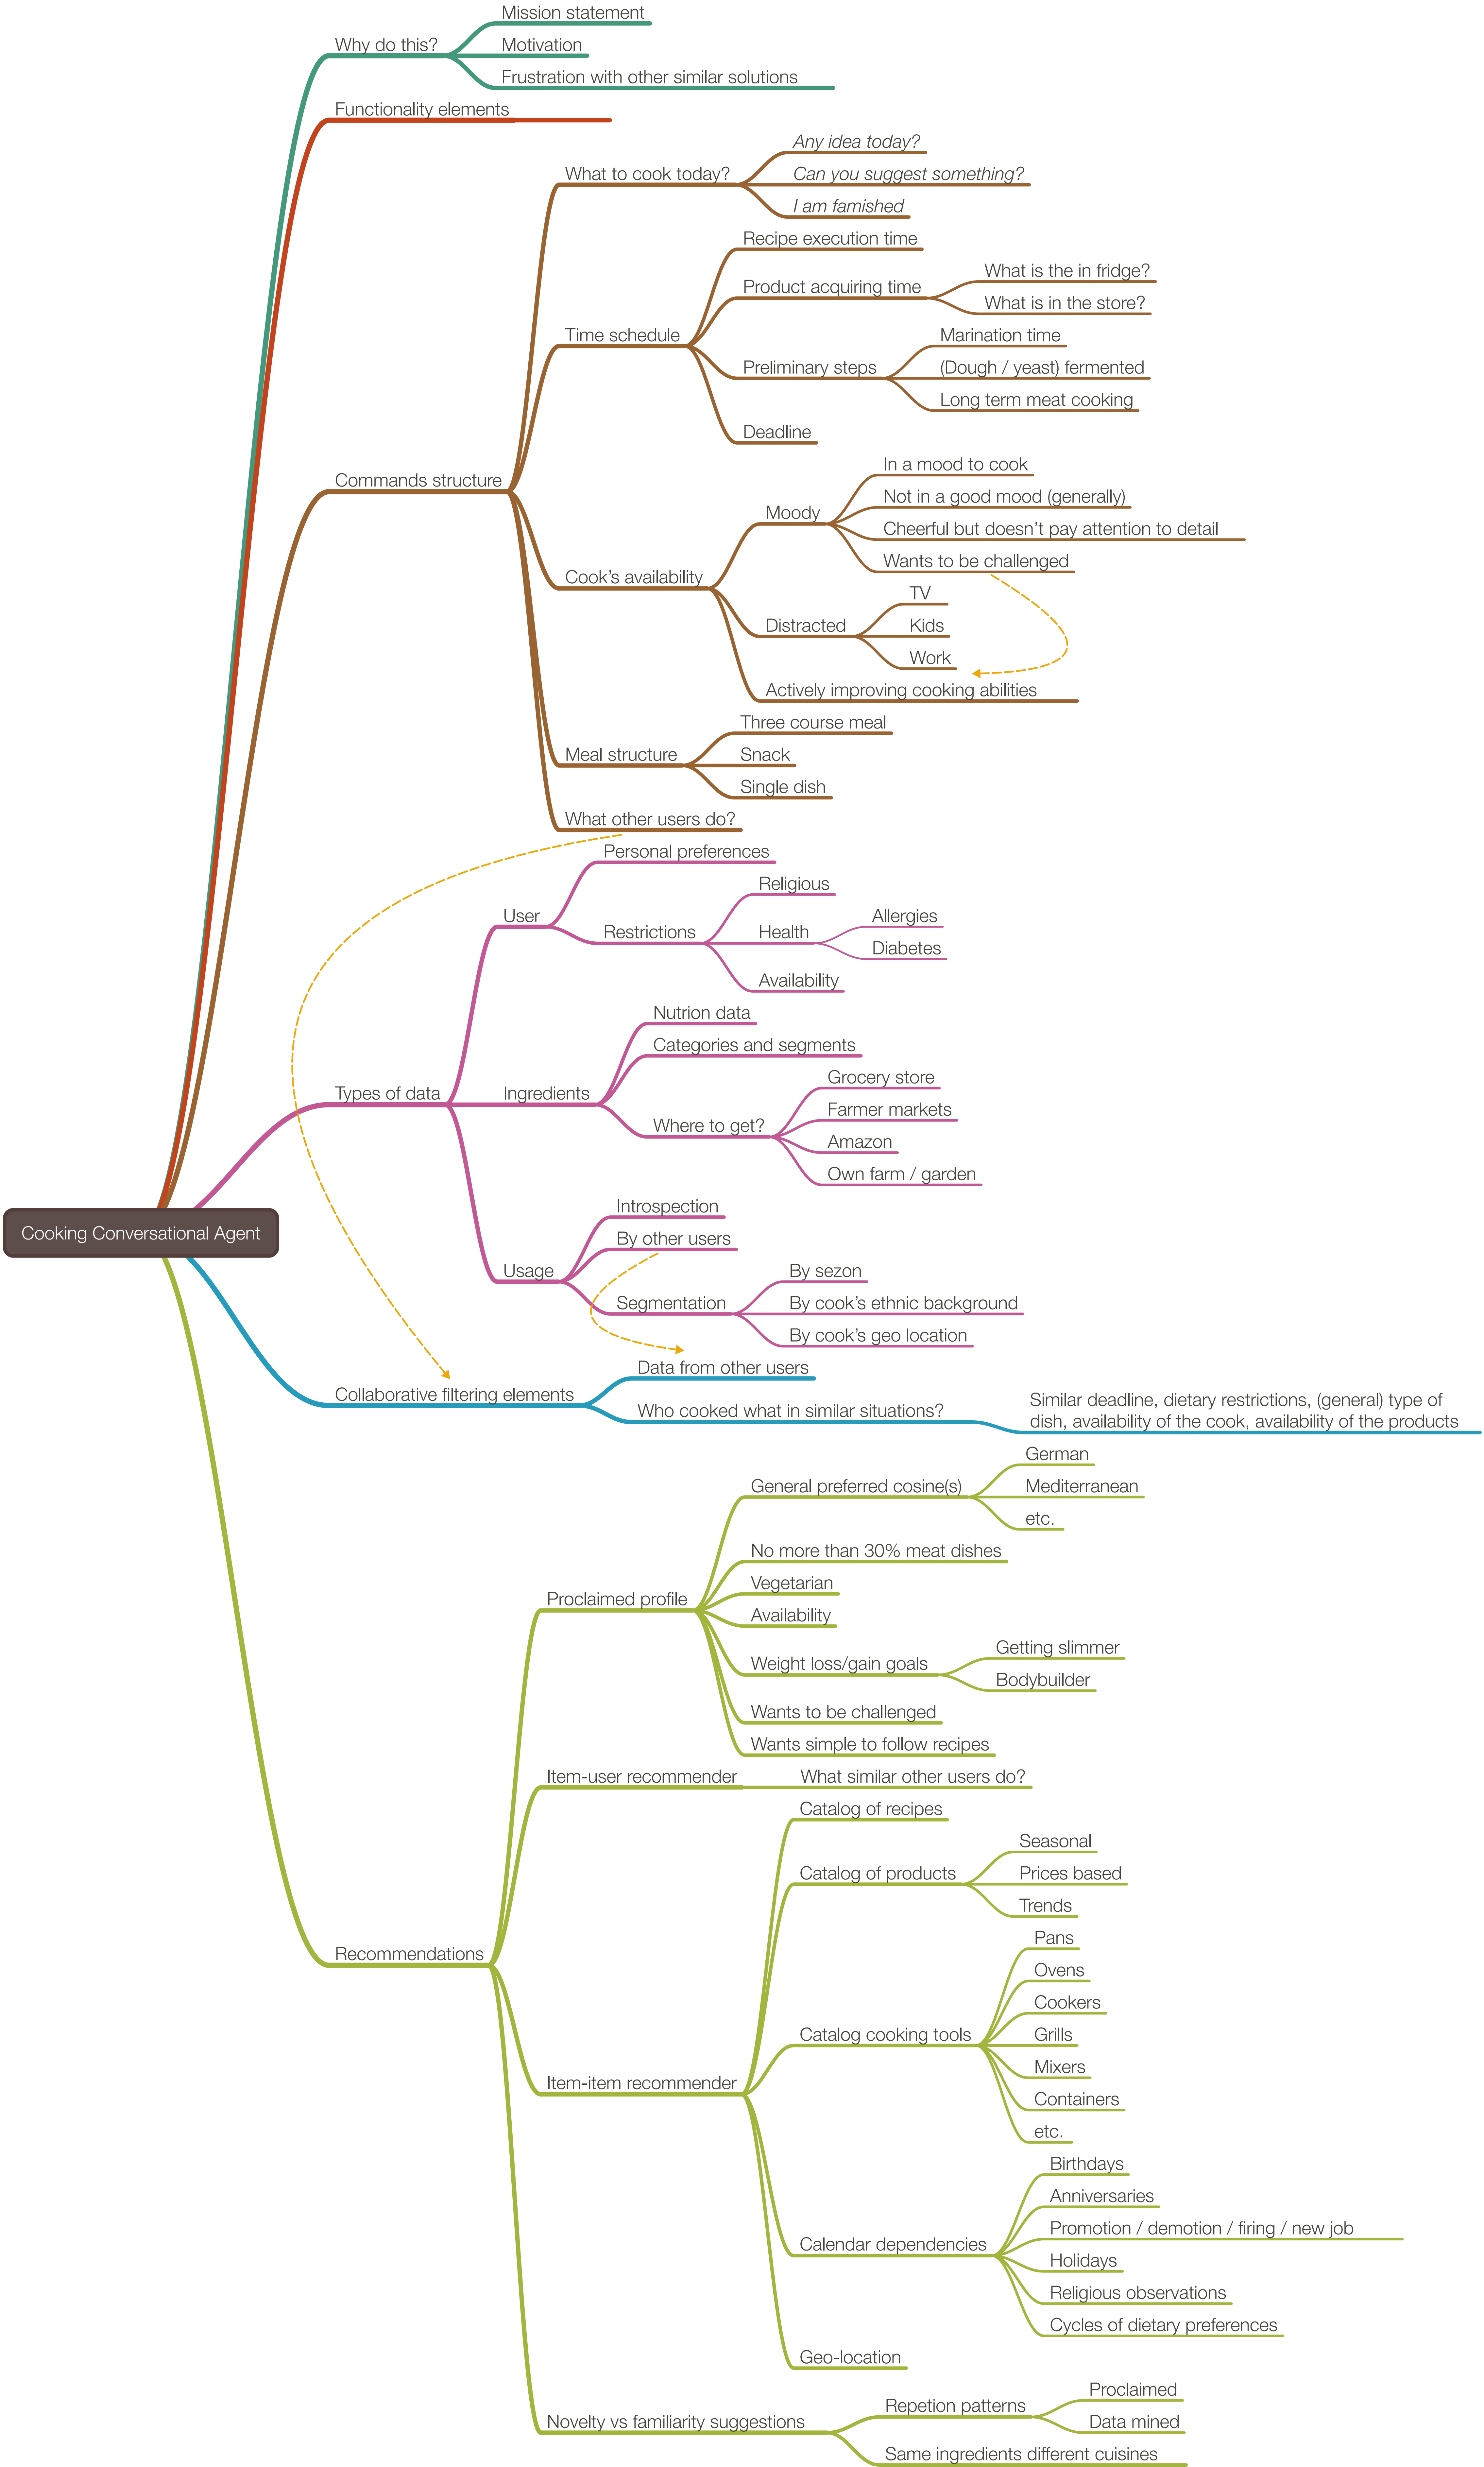 Mission statement
Why do this?
Motivation
Frustration with other similar solutions
Functionality elements
Any idea today?
What to cook today?
Can you suggest something?
I am famished
Recipe execution time
What is the in fridge?
Product acquiring time
What is in the store?
Time schedule
Marination time
Preliminary steps
(Dough / yeast) fermented
Long term meat cooking
Deadline
Commands structure
In a mood to cook
Not in a good mood (generally)
Moody
Cheerful but doesn't pay attention to detail
Wants to be challenged
Cook's availability
TV
Distracted
Kids
Work
Actively improving cooking abilities
Three course meal
Meal structure
Snack
Single dish
What other users do?
Personal preferences
Religious
User
Allergies
Restrictions
Health
Diabetes
Availability
Nutrion data
Categories and segments
Grocery store
Types of data
Ingredients
Farmer markets
Where to get?
Amazon
Own farm / garden
Introspection
Cooking Conversational Agent
By other users
Usage
By sezon
Segmentation
By cook's ethnic background
By cook's geo location
Data from other users
Collaborative filtering elements
Who cooked what in similar situations?
Similar deadline, dietary restrictions, (general) type of
dish, availability of the cook, availability of the products
German
General preferred cosine(s)
Mediterranean
etc.
No more than 30% meat dishes
Vegetarian
Proclaimed profile
Availability
Getting slimmer
Weight loss/gain goals
Bodybuilder
Wants to be challenged
Wants simple to follow recipes
Item-user recommender
What similar other users do?
Catalog of recipes
Seasonal
Catalog of products
Prices based
Trends
Recommendations
Pans
Ovens
Cookers
Catalog cooking tools
Grills
Mixers
Item-item recommender
Containers
etc.
Birthdays
Anniversaries
Promotion / demotion / firing / new job
Calendar dependencies
Holidays
Religious observations
Cycles of dietary preferences
Geo-location
Proclaimed
Repetion patterns
Novelty vs familiarity suggestions
Data mined
Same ingredients different cuisines